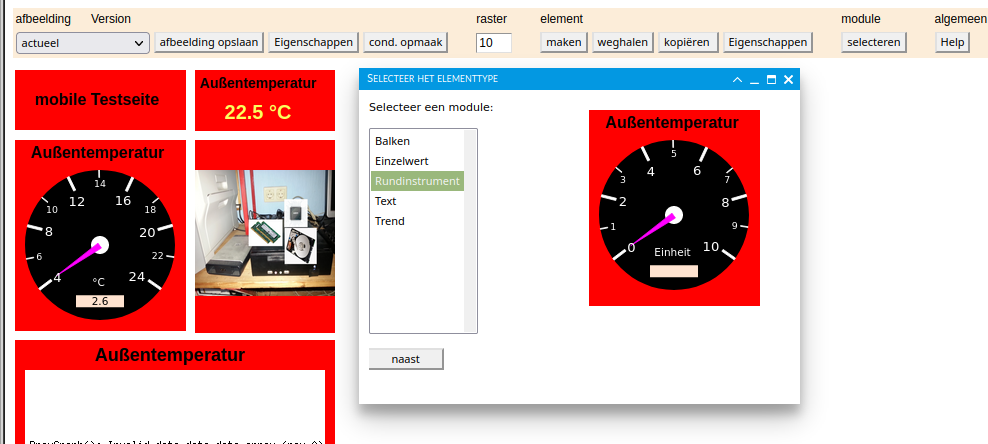 afbeelding Version raster element module algemeen
actueel afbeelding opslaan Eigenschappen cond. opmaak 10 maken weghalen kopiëren Eigenschappen selecteren Help
mobile Testseite
Außentemperatur
22.5 °C
Außentemperatur
4 6 8 10 12 14 16 18 20 22 24
°C
2.6
Außentemperatur
SELECTEER HET ELEMENTTYPE
Selecteer een module:
Balken
Einzelwert
Rundinstrument
Text
Trend
naast
Außentemperatur
0 1 2 3 4 5 6 7 8 9 10
Einheit